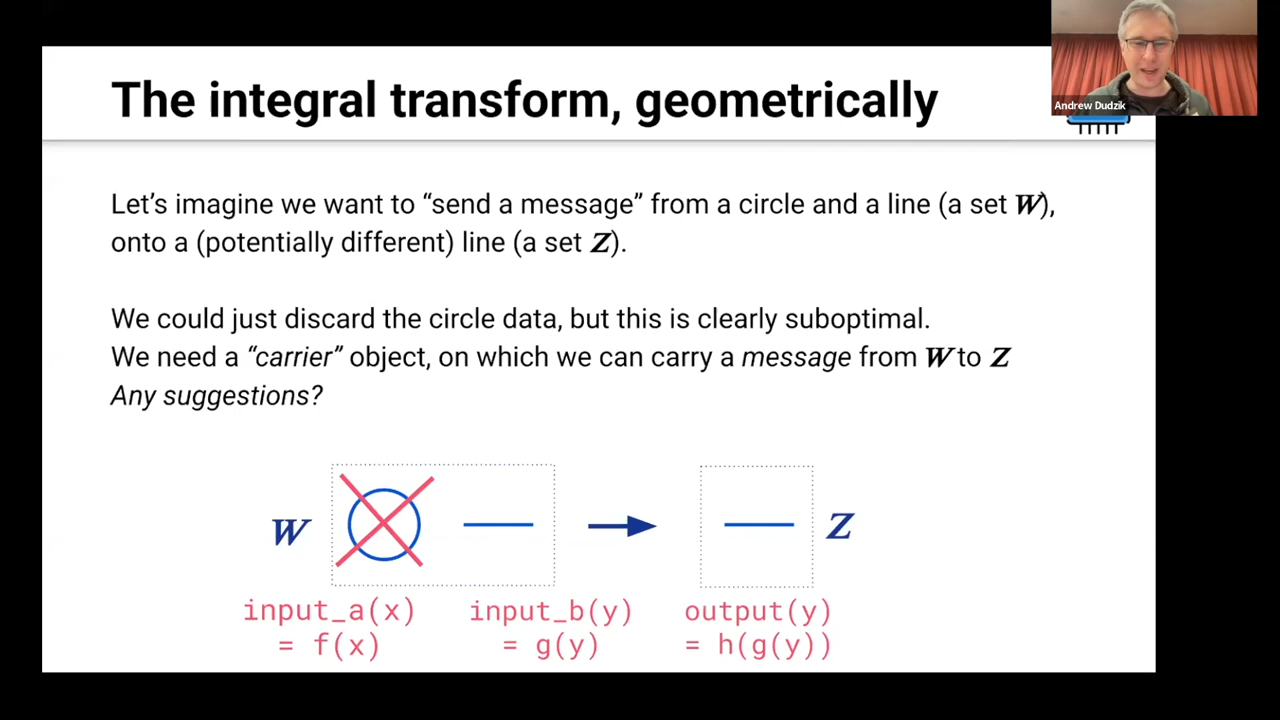 The integral transform, geometrically
Andrew Dudzik
Let’s imagine we want to “send a message” from a circle and a line (a set W),
onto a (potentially different) line (a set Z).
We could just discard the circle data, but this is clearly suboptimal.
We need a “carrier” object, on which we can carry a message from W to Z
Any suggestions?
W
Z
input_a(x)
= f(x)
input_b(y)
= g(y)
output(y)
= h(g(y))